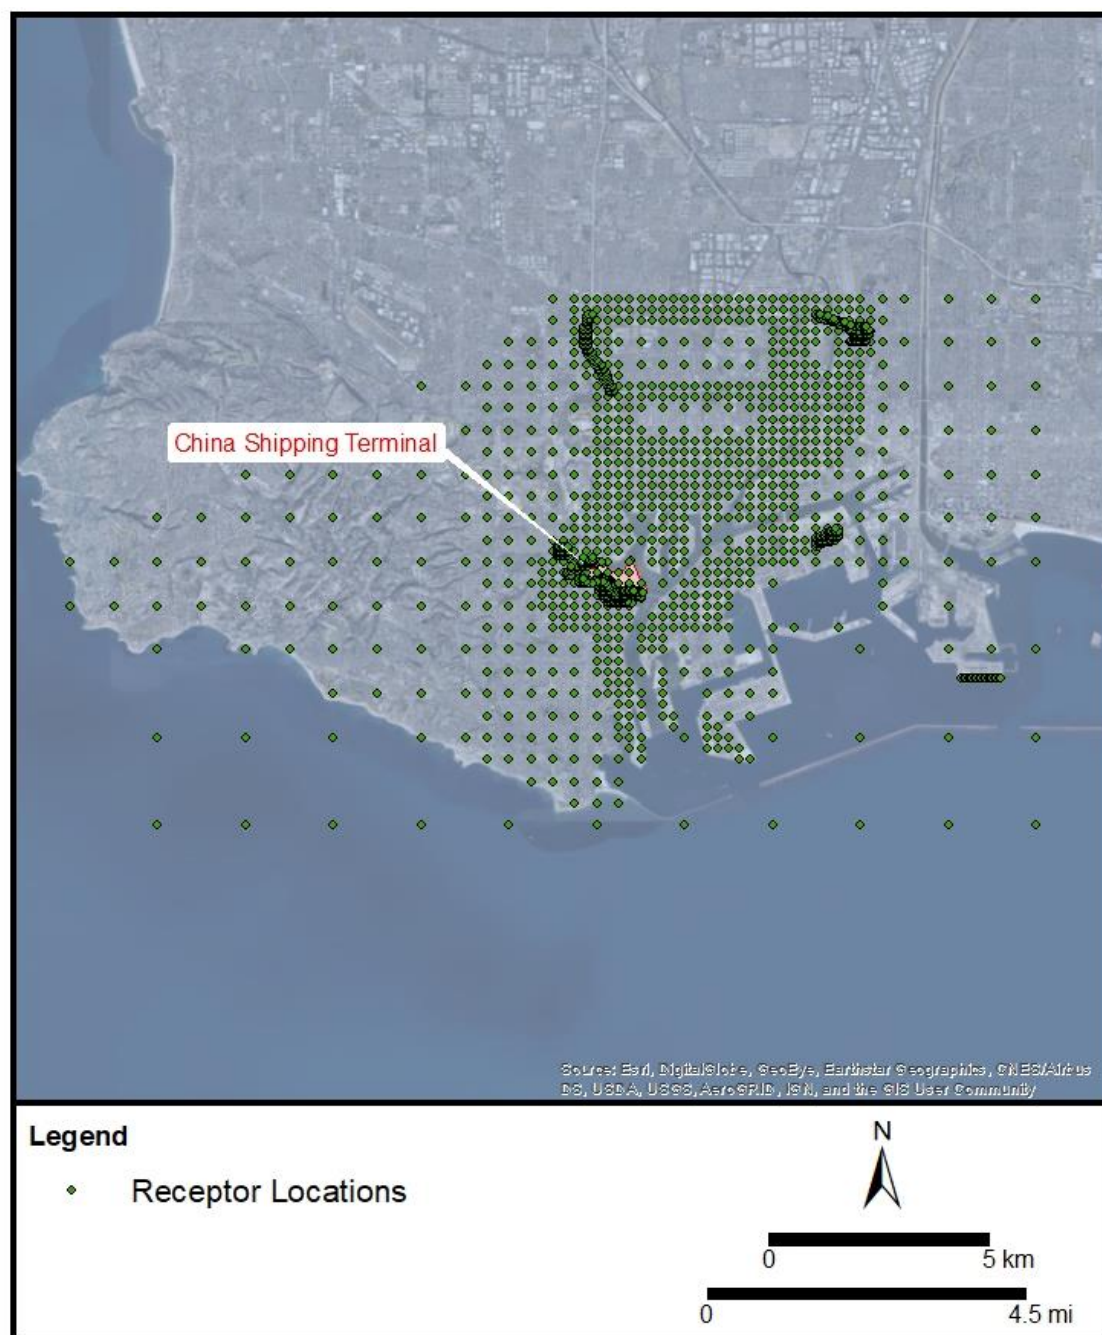 China Shipping Terminal
Source: Esri, DigitalGlobe, GeoEye, Earthstar Geographics, CNES/Airbus
DS, USDA, USGS, AeroGRID, IGN, and the GIS User Community
Legend
Receptor Locations
N
0 5 km
0 4.5 mi